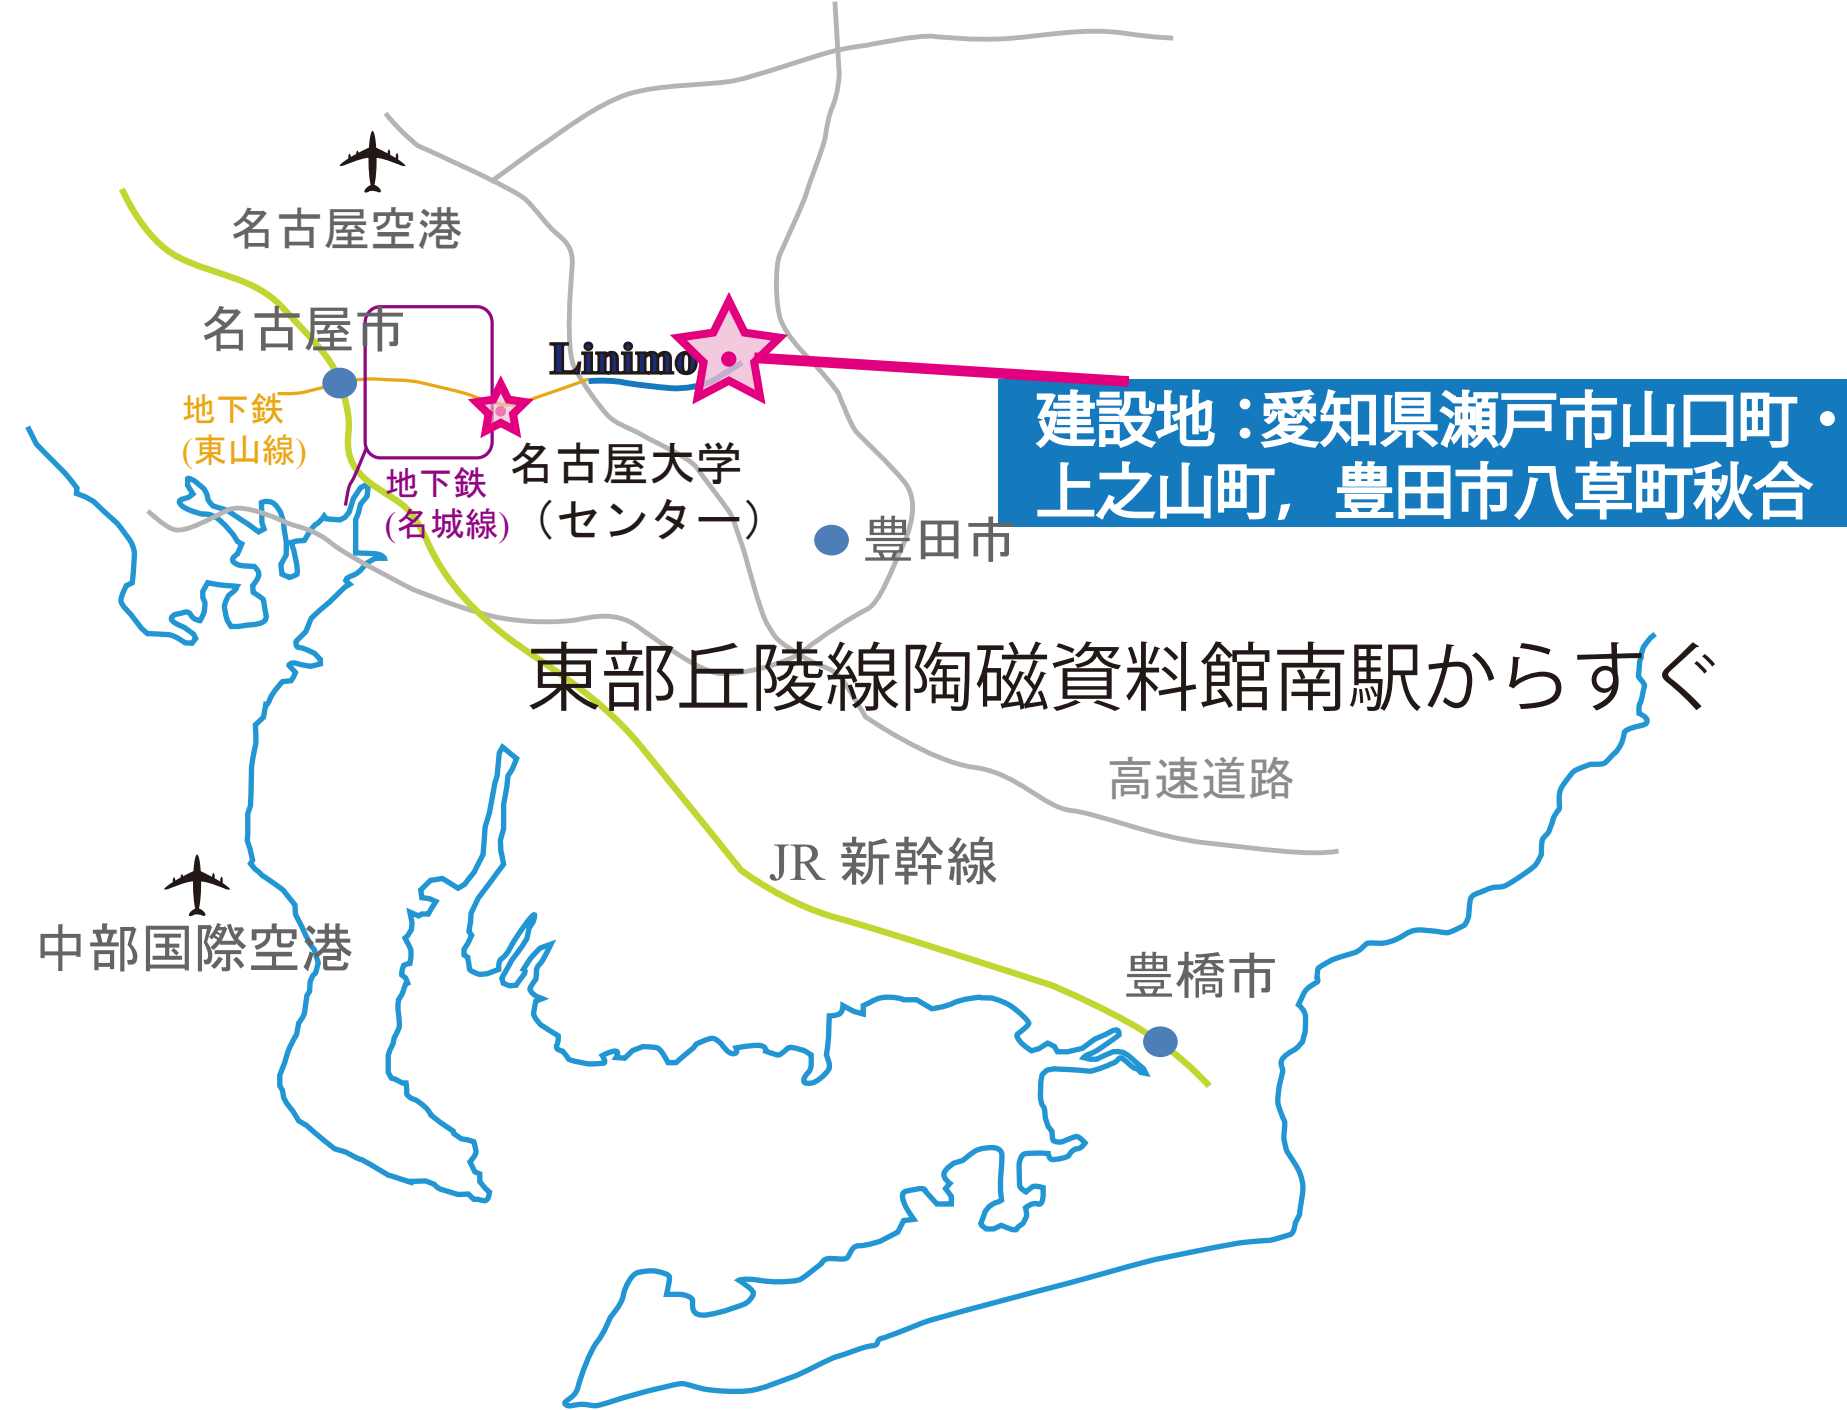 名古屋空港
名古屋市
Linimo
地下鉄
(東山線)
建設地：愛知県瀬戸市山口町・
上之山町，豊田市八草町秋合
名古屋大学
（センター）
地下鉄
(名城線)
豊田市
東部丘陵線陶磁資料館南駅からすぐ
高速道路
JR 新幹線
中部国際空港
豊橋市